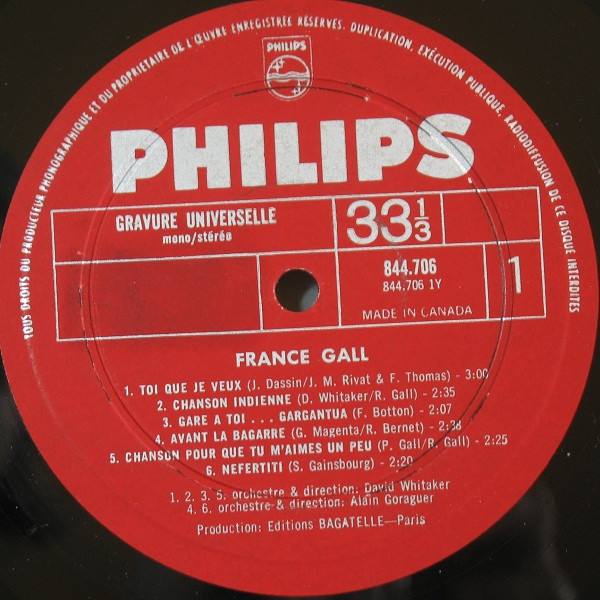 TOUS DROITS DU PRODUCTEUR PHONOGRAPHIQUE ET DU PROPRIETAIRE DE L'ŒUVRE ENREGISTREE RÉSERVÉS. DUPLICATION, EXÉCUTION PUBLIQUE, RADIODIFFUSION DE CE DISQUE INTERDITES
PHILIPS
PHILIPS
GRAVURE UNIVERSELLE
mono/stéréo
33 1/3
844.706
844.706 1Y
1
MADE IN CANADA
FRANCE GALL
1. TOI QUE JE VEUX (J. Dassin/J. M. Rivat & F. Thomas) - 3:00
2. CHANSON INDIENNE (D. Whitaker/R. Gall) - 2:35
3. GARE A TOI . . . GARGANTUA (F. Botton) - 2:07
4. AVANT LA BAGARRE (G. Magenta/R. Bernet) - 2:36
5. CHANSON POUR QUE TU M'AIMES UN PEU (P. Gall/R. Gall) - 2:25
6. NEFERTITI (S. Gainsbourg) - 2:20
1. 2. 3. 5. orchestre & direction: David Whitaker
4. 6. orchestre & direction: Alain Goraguer
Production: Editions BAGATELLE—Paris